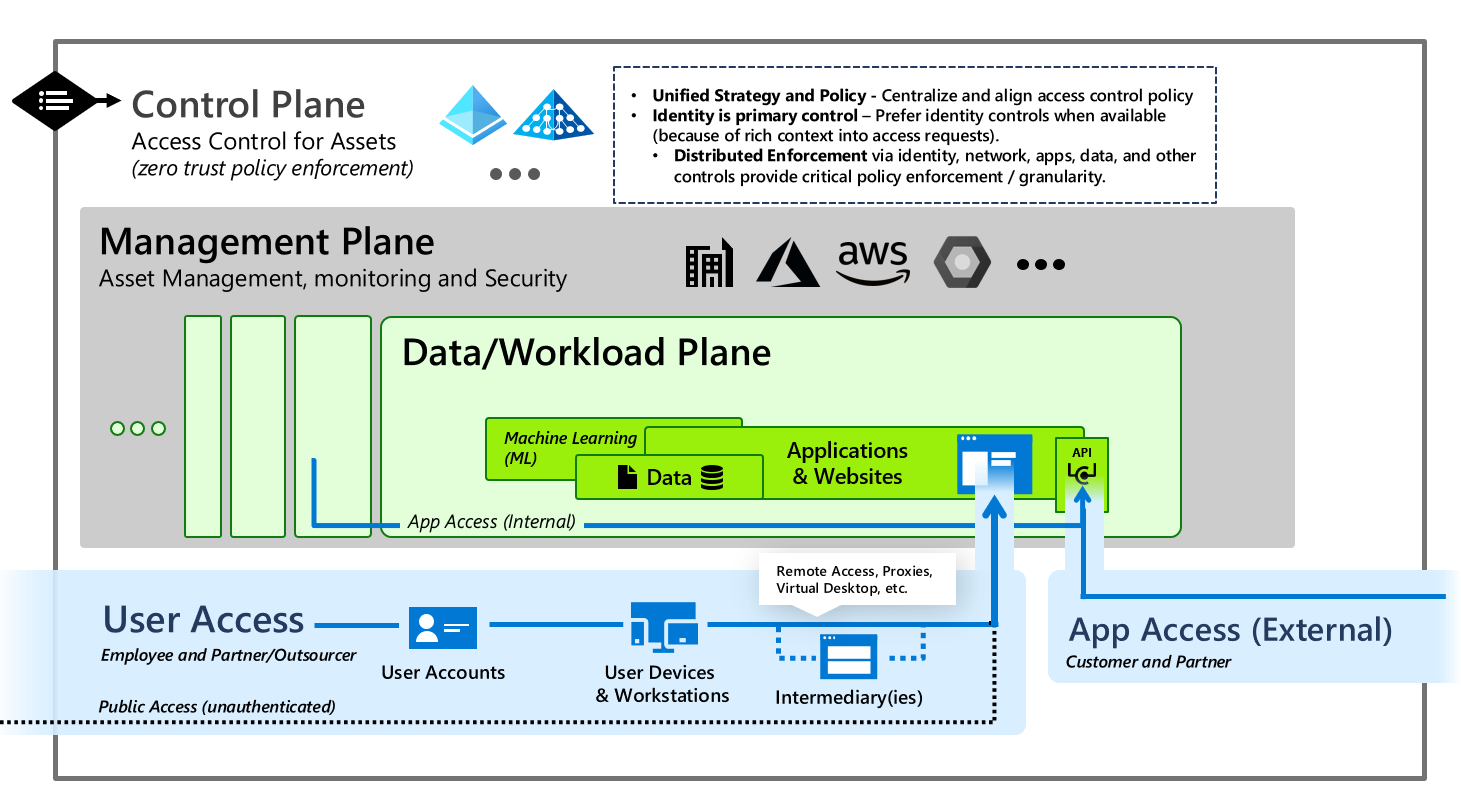 Control Plane
Access Control for Assets
(zero trust policy enforcement)
• Unified Strategy and Policy - Centralize and align access control policy
• Identity is primary control – Prefer identity controls when available
(because of rich context into access requests).
• Distributed Enforcement via identity, network, apps, data, and other
controls provide critical policy enforcement / granularity.
Management Plane
Asset Management, monitoring and Security
aws
Data/Workload Plane
Machine Learning
(ML)
Data
Applications
& Websites
API
App Access (Internal)
Remote Access, Proxies,
Virtual Desktop, etc.
User Access
Employee and Partner/Outsourcer
User Accounts
User Devices
& Workstations
Intermediary(ies)
Public Access (unauthenticated)
App Access (External)
Customer and Partner